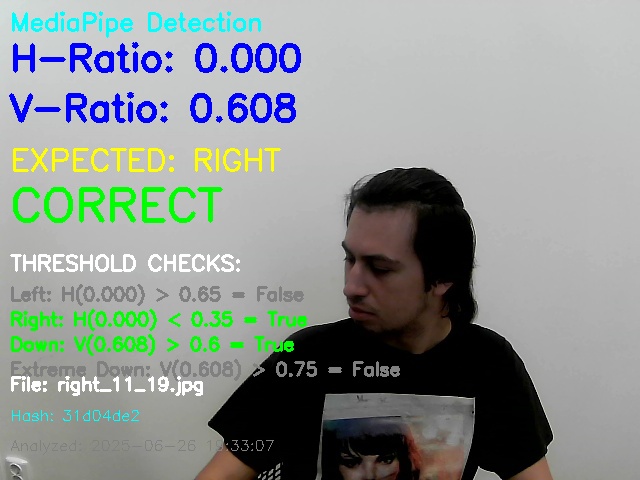 MediaPipe Detection
H-Ratio: 0.000
V-Ratio: 0.608
EXPECTED: RIGHT
CORRECT
THRESHOLD CHECKS:
Left: H(0.000) > 0.65 = False
Right: H(0.000) < 0.35 = True
Down: V(0.608) > 0.6 = True
Extreme Down: V(0.608) > 0.75 = False
File: right_11_19.jpg
Hash: 31d04de2
Analyzed: 2025-06-26 19:33:07